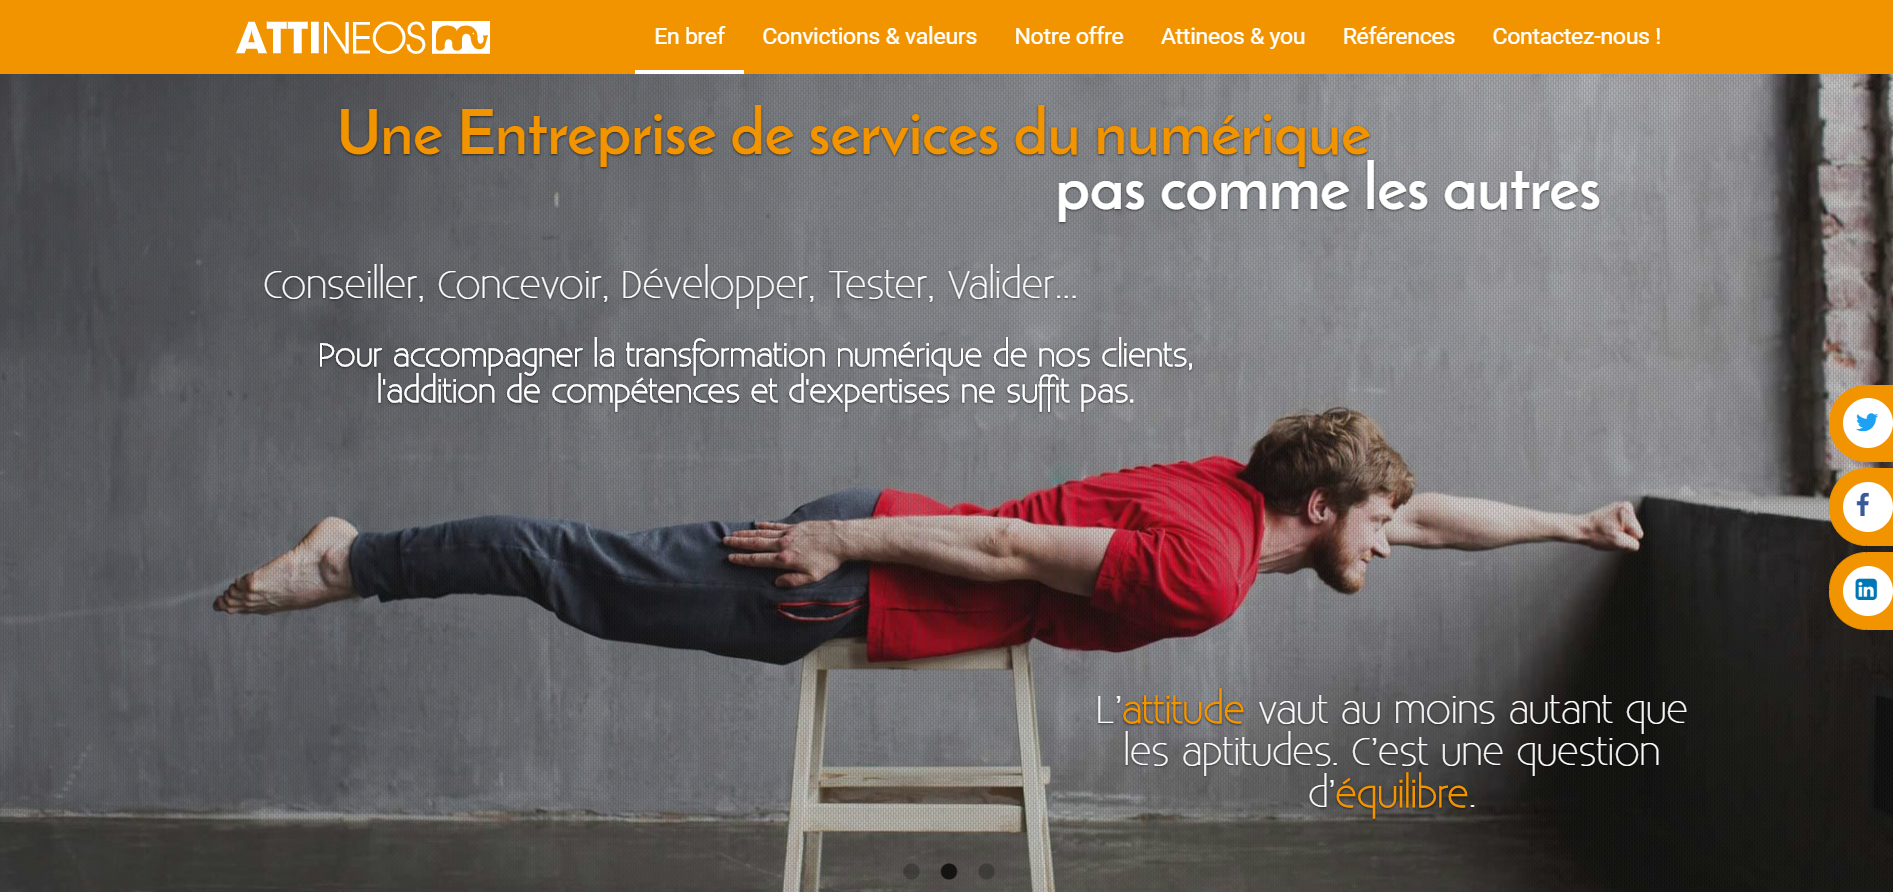 ATTINEOS
En bref Convictions & valeurs Notre offre Attineos & you Références Contactez-nous !
Une Entreprise de services du numérique
pas comme les autres
Conseiller, Concevoir, Développer, Tester, Valider...
Pour accompagner la transformation numérique de nos clients,
l'addition de compétences et d'expertises ne suffit pas.
L'attitude vaut au moins autant que
les aptitudes. C'est une question
d'équilibre.